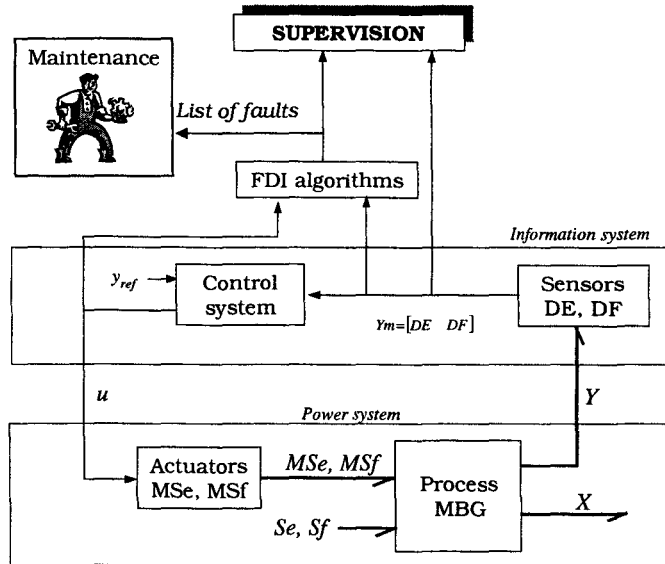 SUPERVISION
Maintenance
List of faults
FDI algorithms
Information system
y_ref
Control
system
Sensors
DE, DF
Ym=[DE DF]
u
Y
Power system
Actuators
MSe, MSf
MSe, MSf
Process
MBG
X
Se, Sf